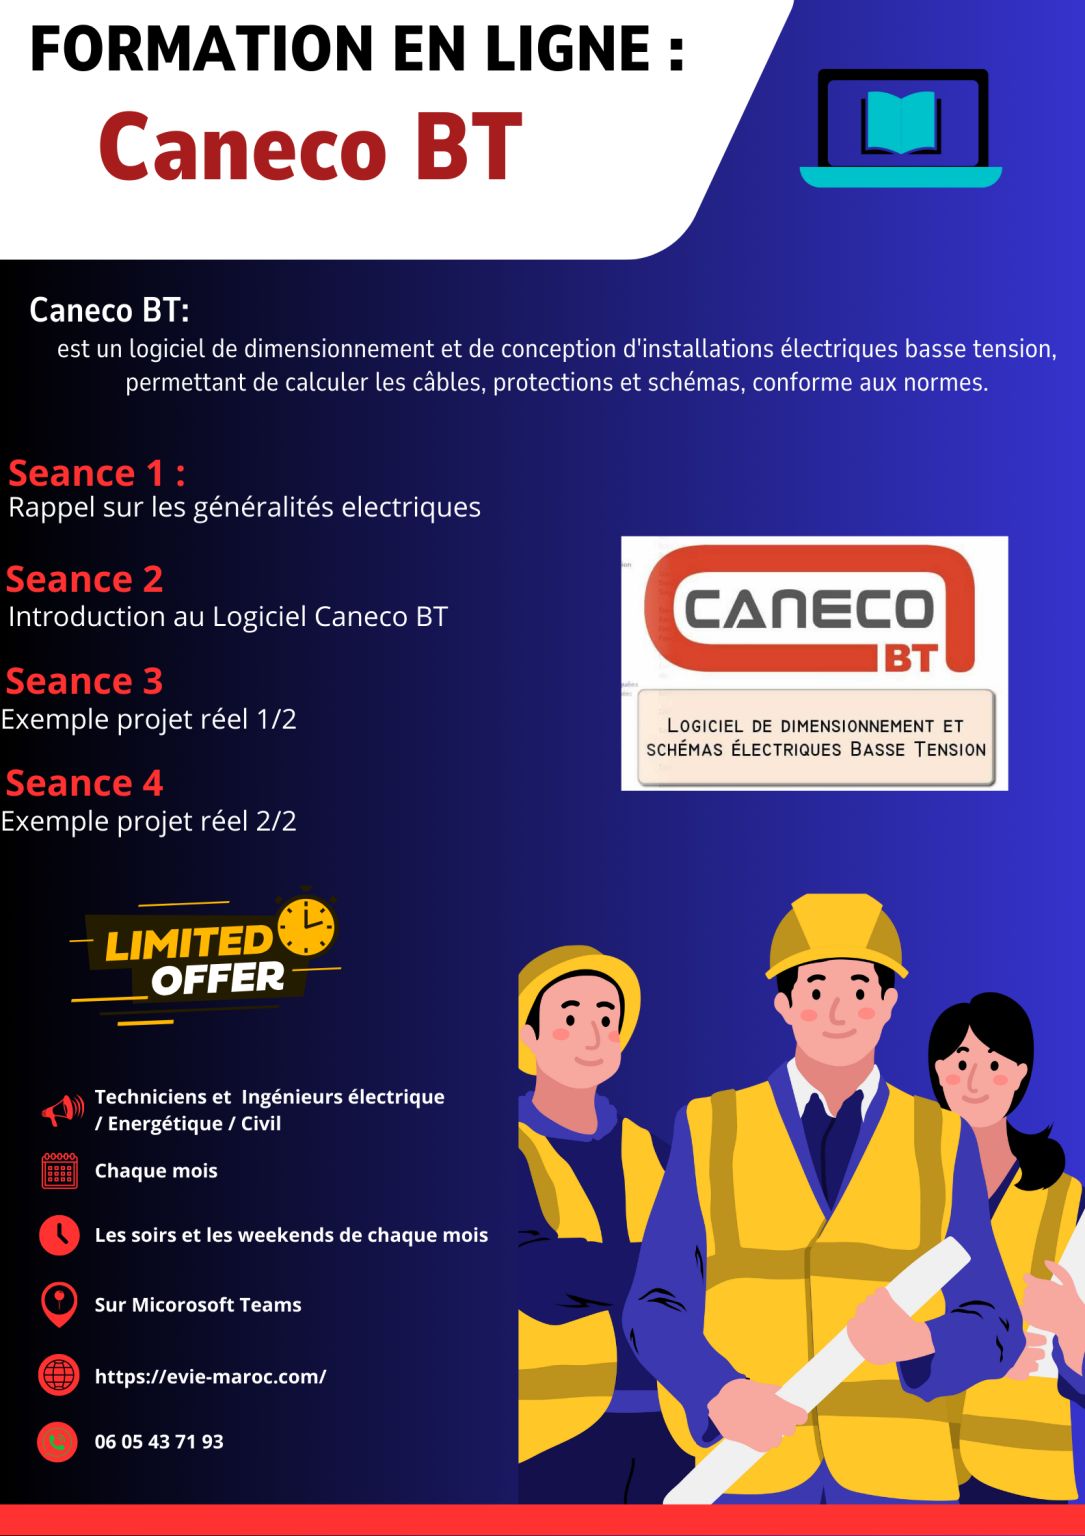 FORMATION EN LIGNE :
Caneco BT
Caneco BT:
est un logiciel de dimensionnement et de conception d'installations électriques basse tension,
permettant de calculer les câbles, protections et schémas, conforme aux normes.
Seance 1 :
Rappel sur les généralités electriques
Seance 2
Introduction au Logiciel Caneco BT
Seance 3
Exemple projet réel 1/2
Seance 4
Exemple projet réel 2/2
CANECO
BT
LOGICIEL DE DIMENSIONNEMENT ET
SCHÉMAS ÉLECTRIQUES BASSE TENSION
LIMITED
OFFER
Techniciens et Ingénieurs électrique
/ Energétique / Civil
Chaque mois
Les soirs et les weekends de chaque mois
Sur Micorosoft Teams
https://evie-maroc.com/
06 05 43 71 93